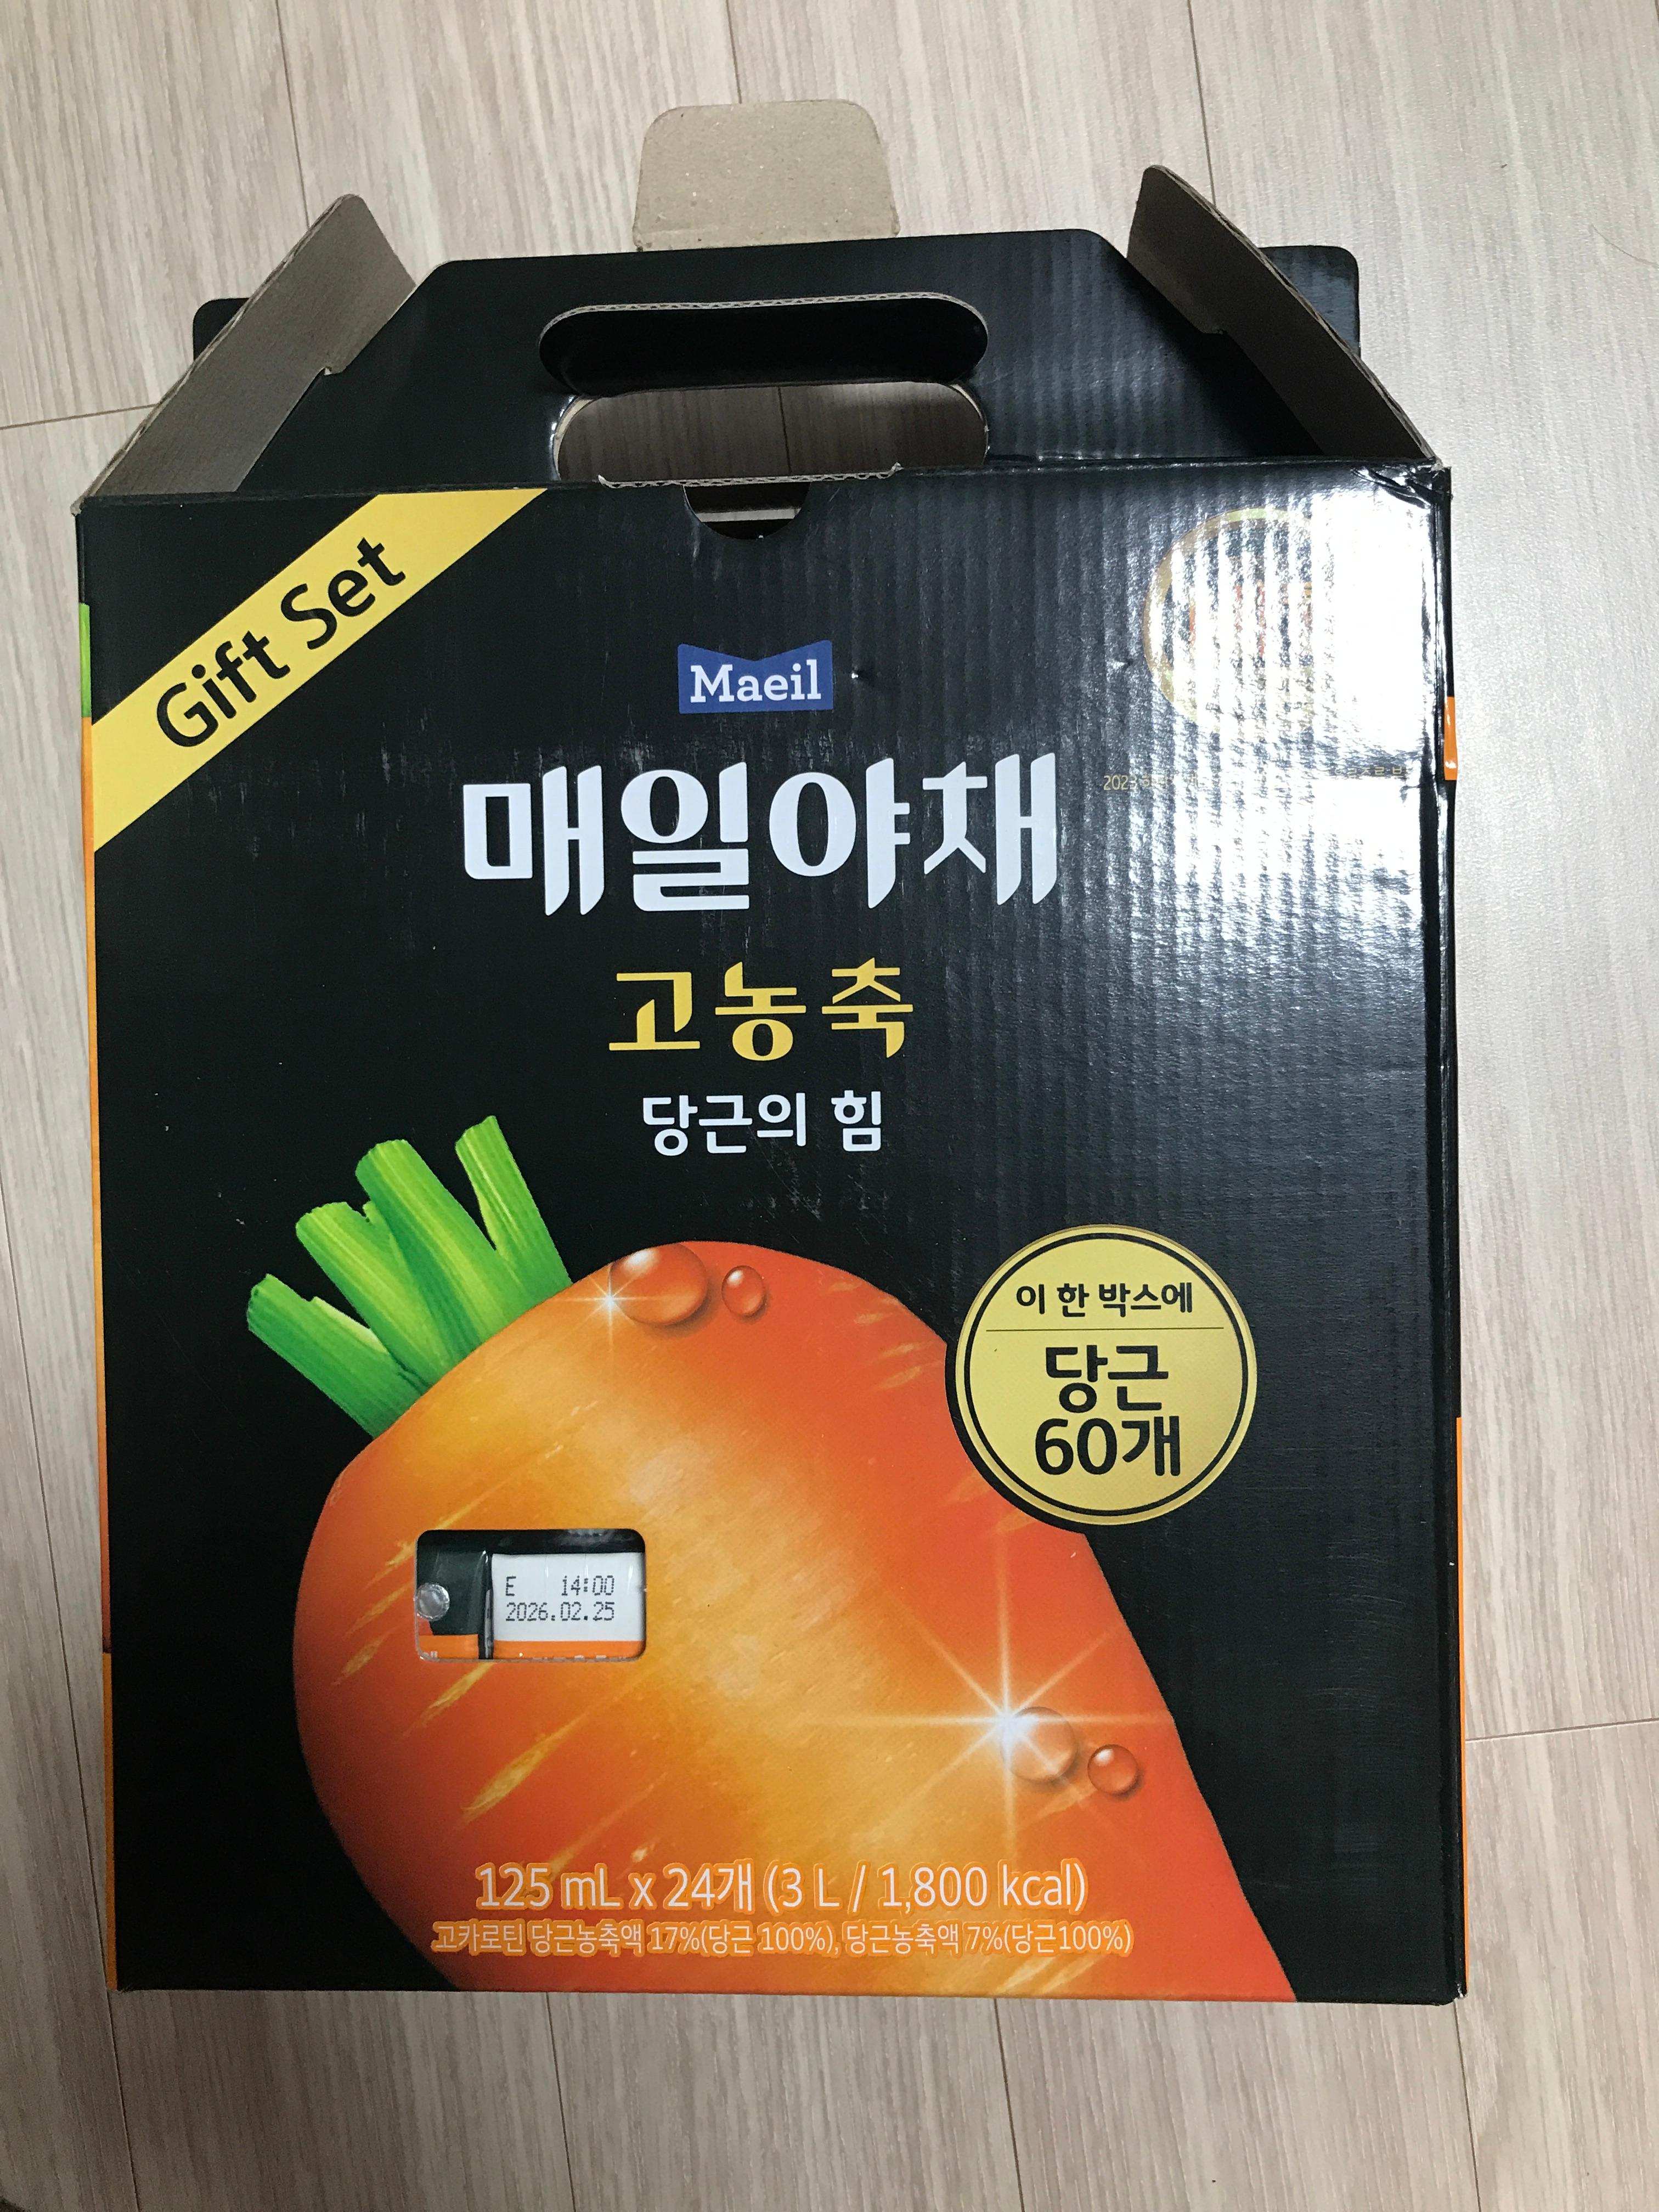 Gift Set
Maeil
매일야채
고농축
당근의 힘
이 한 박스에
당근
60개
E 14:00
2026.02.25
125 mL x 24개 (3 L / 1,800 kcal)
고카로틴 당근농축액 17%(당근 100%), 당근농축액 7%(당근100%)